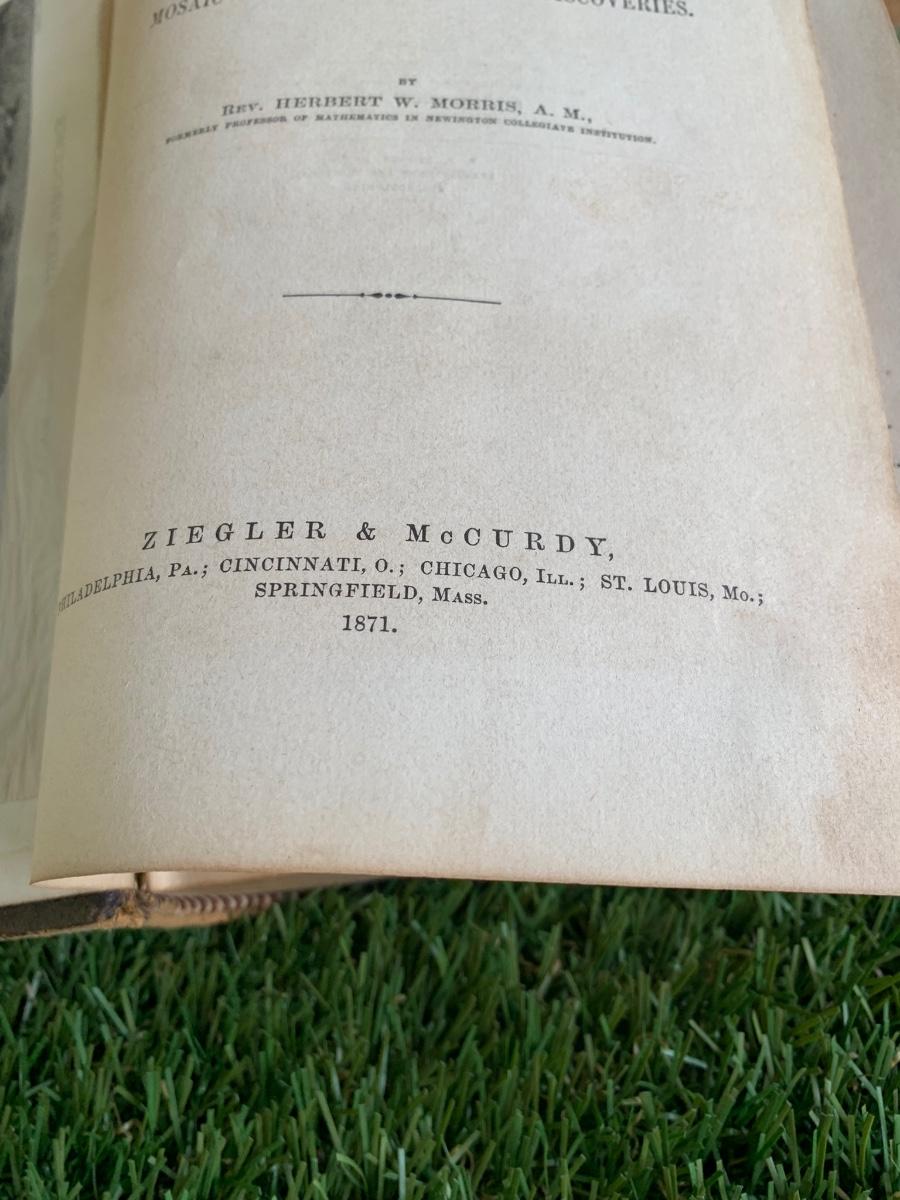 MOSAIC
BY
REV. HERBERT W. MORRIS, A. M.,
FORMERLY PROFESSOR OF MATHEMATICS IN NEWINGTON COLLEGIATE INSTITUTION.
ZIEGLER & McCURDY,
PHILADELPHIA, PA.; CINCINNATI, O.; CHICAGO, ILL.; ST. LOUIS, MO.;
SPRINGFIELD, MASS.
1871.